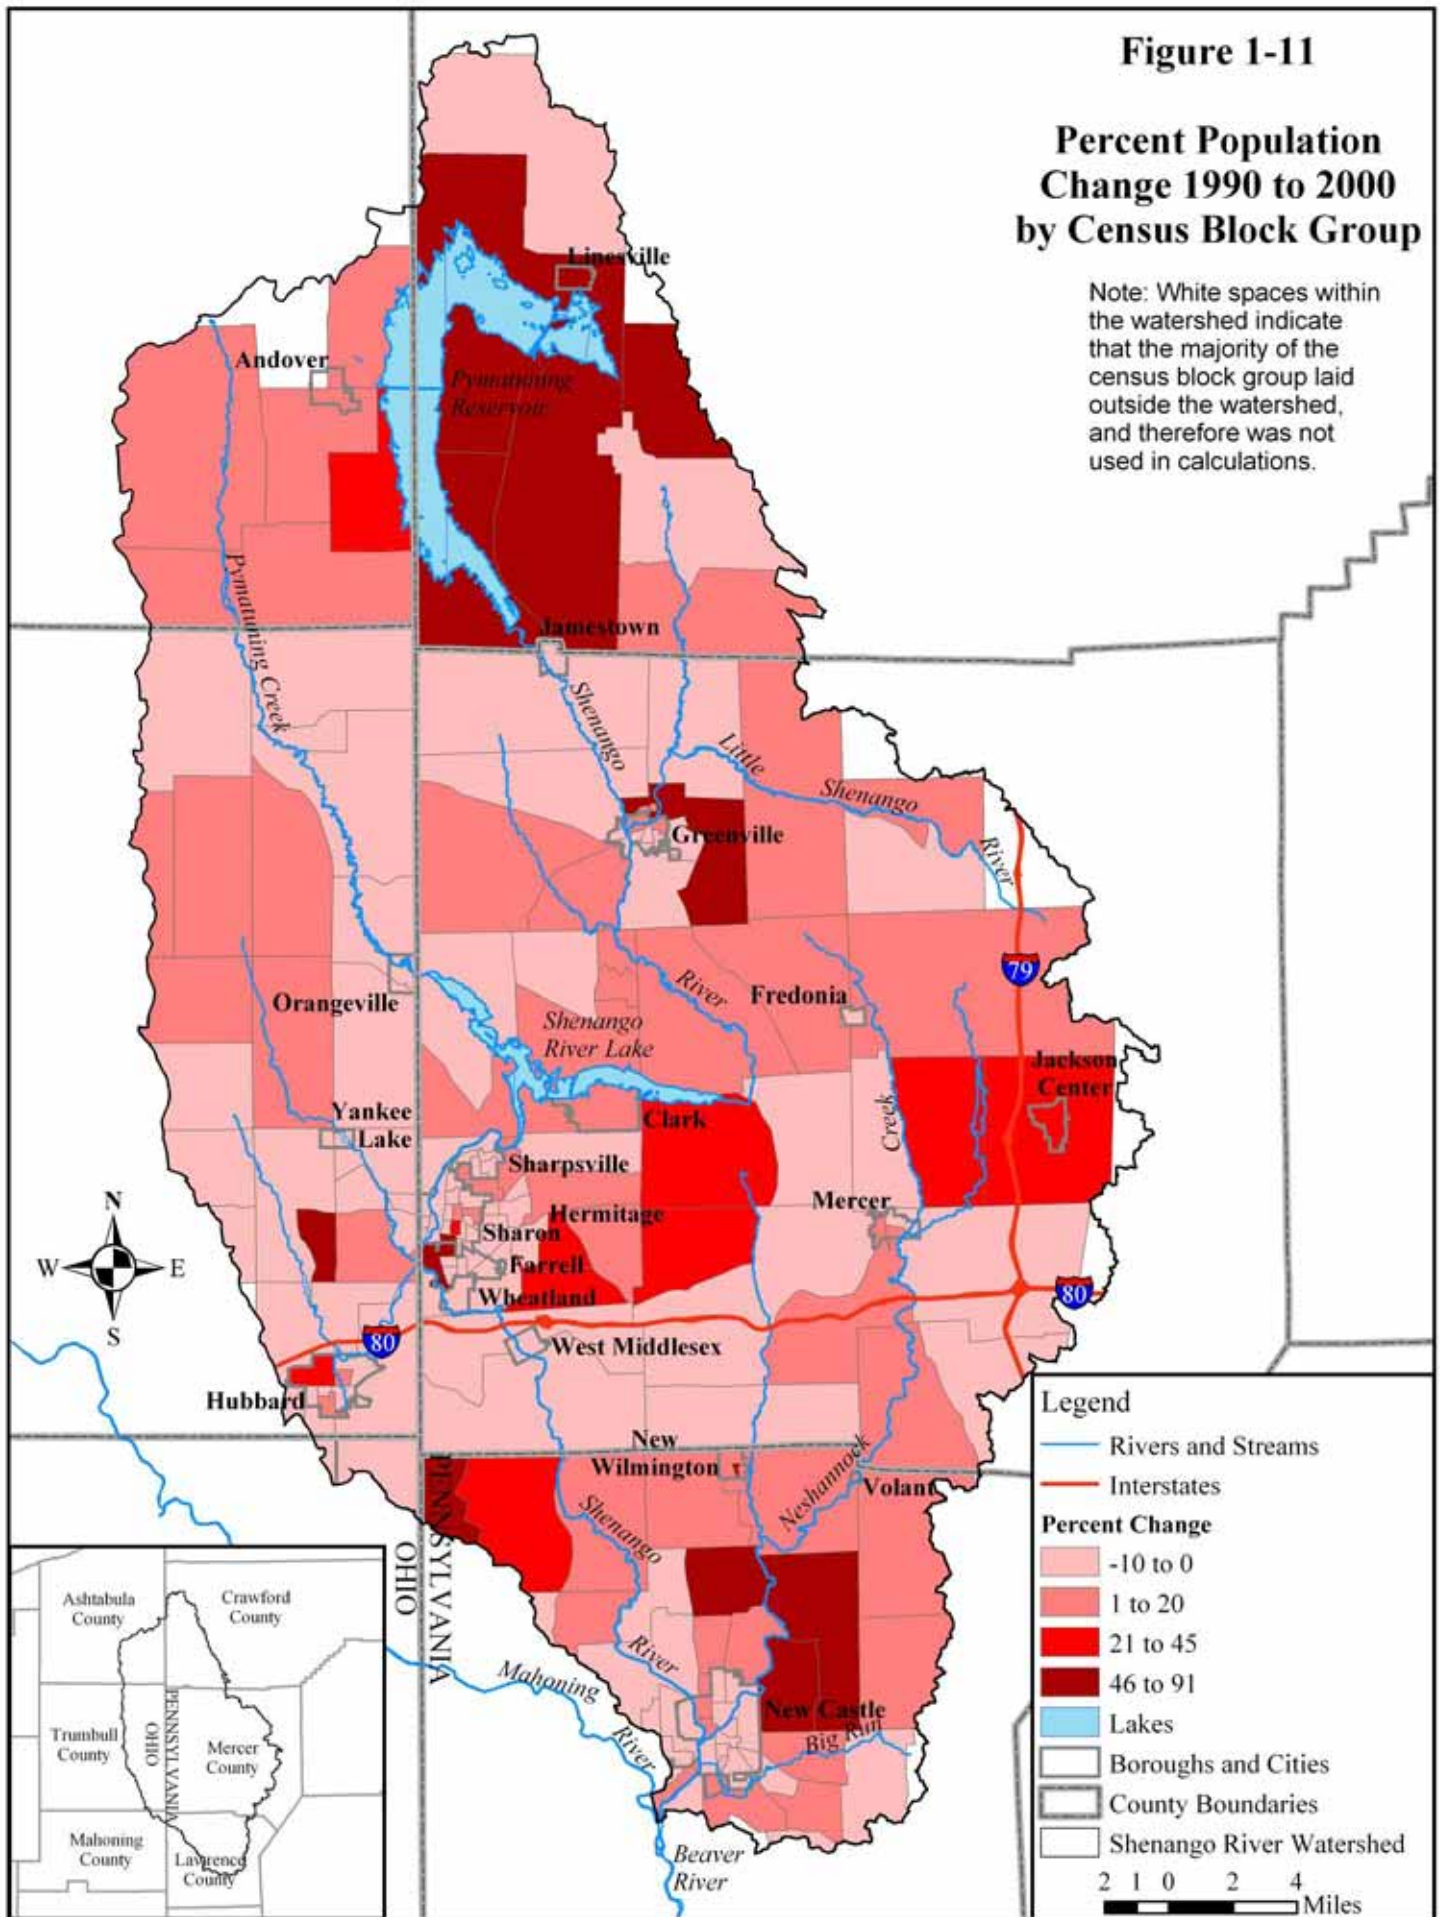 Figure 1-11
Percent Population
Change 1990 to 2000
by Census Block Group
Note: White spaces within
the watershed indicate
that the majority of the
census block group laid
outside the watershed,
and therefore was not
used in calculations.
Linesville
Andover
Pymatuning
Reservoir
Pymatuning Creek
Jamestown
Shenango
Little
Shenango
River
Greenville
River
Fredonia
79
Orangeville
Shenango
River Lake
Jackson
Center
Yankee
Lake
Clark
Creek
Sharpsville
Mercer
Hermitage
Sharon
Farrell
Wheatland
N
W
E
S
80
80
West Middlesex
Hubbard
New
Wilmington
Volant
Neshannock
Shenango
PENNSYLVANIA
OHIO
River
Mahoning
River
New Castle
Big Run
Beaver
River
Legend
Rivers and Streams
Interstates
Percent Change
-10 to 0
1 to 20
21 to 45
46 to 91
Lakes
Boroughs and Cities
County Boundaries
Shenango River Watershed
2 1 0 2 4
Miles
Ashtabula
County
Crawford
County
Trumbull
County
OHIO
PENNSYLVANIA
Mercer
County
Mahoning
County
Lawrence
County